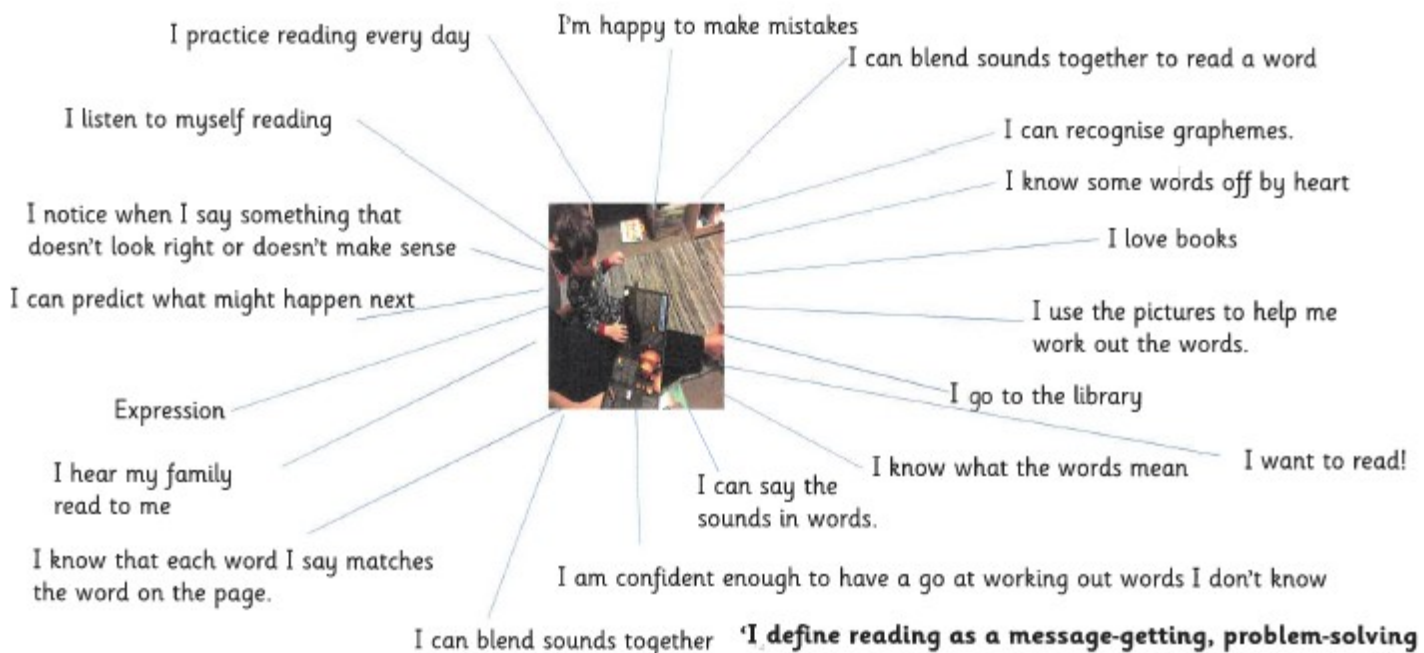 I practice reading every day
I'm happy to make mistakes
I can blend sounds together to read a word
I listen to myself reading
I can recognise graphemes.
I know some words off by heart
I notice when I say something that
doesn't look right or doesn't make sense
I love books
I can predict what might happen next
I use the pictures to help me
work out the words.
Expression
I go to the library
I hear my family
read to me
I can say the
sounds in words.
I know what the words mean
I want to read!
I know that each word I say matches
the word on the page.
I am confident enough to have a go at working out words I don't know
I can blend sounds together
'I define reading as a message-getting, problem-solving